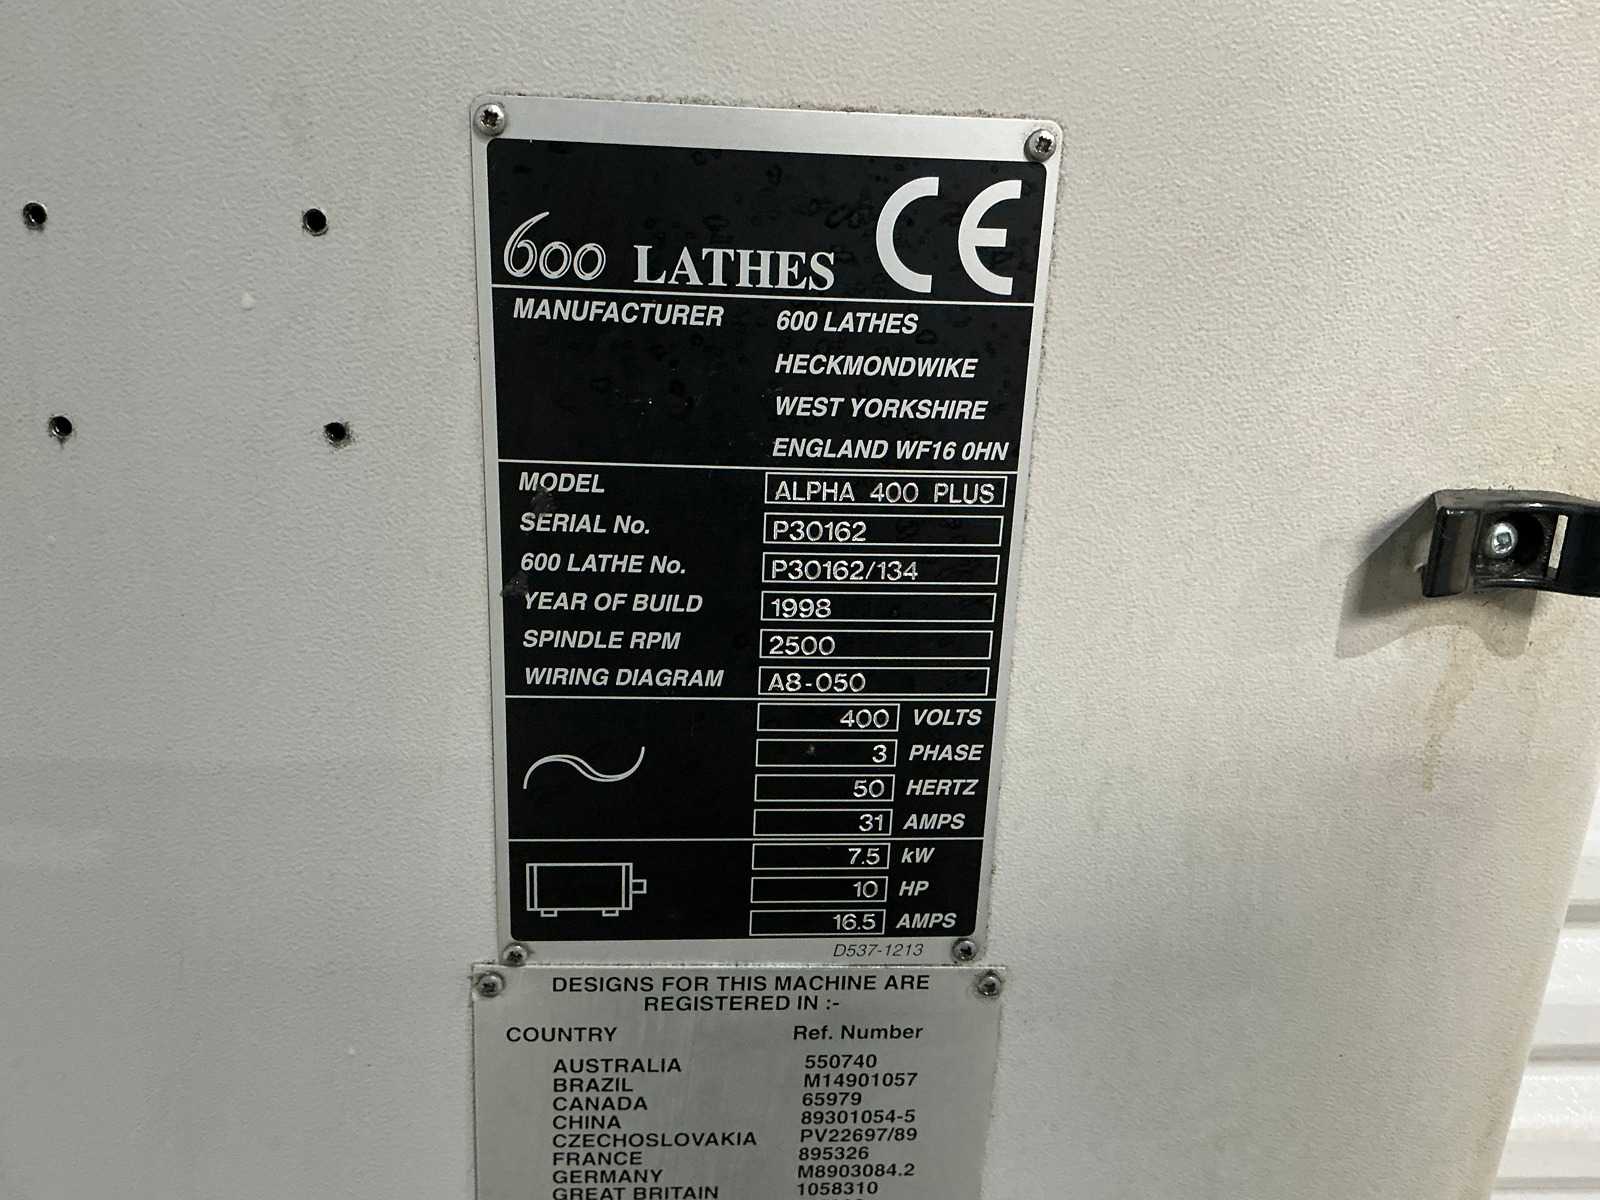 600 LATHES CE
MANUFACTURER 600 LATHES
HECKMONDWIKE
WEST YORKSHIRE
ENGLAND WF16 0HN
MODEL ALPHA 400 PLUS
SERIAL No. P30162
600 LATHE No. P30162/134
YEAR OF BUILD 1998
SPINDLE RPM 2500
WIRING DIAGRAM A8-050
400 VOLTS
3 PHASE
50 HERTZ
31 AMPS
7.5 kW
10 HP
16.5 AMPS
D537-1213
DESIGNS FOR THIS MACHINE ARE
REGISTERED IN :-
COUNTRY Ref. Number
AUSTRALIA 550740
BRAZIL M14901057
CANADA 65979
CHINA 89301054-5
CZECHOSLOVAKIA PV22697/89
FRANCE 895326
GERMANY M8903084.2
GREAT BRITAIN 1058310